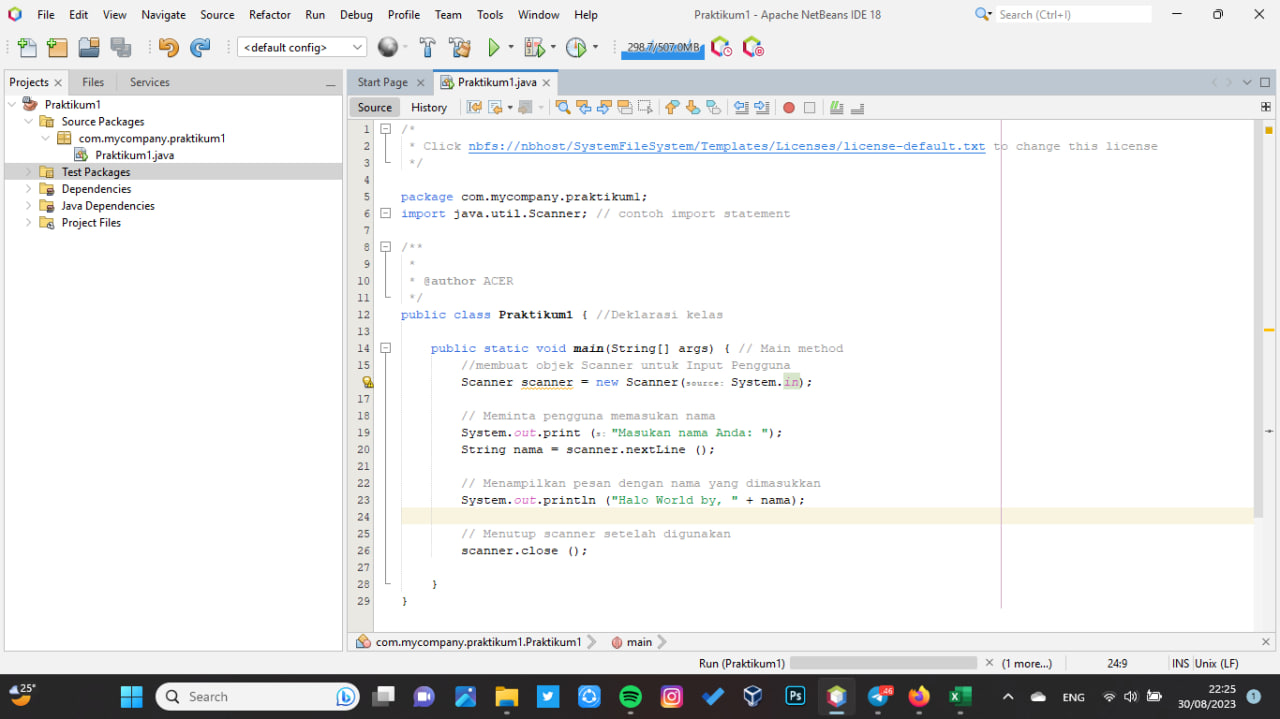 File Edit View Navigate Source Refactor Run Debug Profile Team Tools Window Help
Praktikum1 - Apache NetBeans IDE 18
Search (Ctrl+I)
<default config>
298.7/507.0MB
Projects Files Services
Praktikum1
Source Packages
com.mycompany.praktikum1
Praktikum1.java
Test Packages
Dependencies
Java Dependencies
Project Files
Start Page Praktikum1.java
Source History
1 /*
2 * Click nbfs://nbhost/SystemFileSystem/Templates/Licenses/license-default.txt to change this license
3 */
4
5 package com.mycompany.praktikum1;
6 import java.util.Scanner; // contoh import statement
7
8 /**
9 *
10 * @author ACER
11 */
12 public class Praktikum1 { //Deklarasi kelas
13
14 public static void main(String[] args) { // Main method
15 //membuat objek Scanner untuk Input Pengguna
Scanner scanner = new Scanner(source: System.in);
17
18 // Meminta pengguna memasukan nama
19 System.out.print (s: "Masukan nama Anda: ");
20 String nama = scanner.nextLine ();
21
22 // Menampilkan pesan dengan nama yang dimasukkan
23 System.out.println ("Halo World by, " + nama);
24
25 // Menutup scanner setelah digunakan
26 scanner.close ();
27
28 }
29 }
com.mycompany.praktikum1.Praktikum1 main
Run (Praktikum1) (1 more...) 24:9 INS Unix (LF)
25°
Search
Ps
46
ENG
22:25
30/08/2023
1